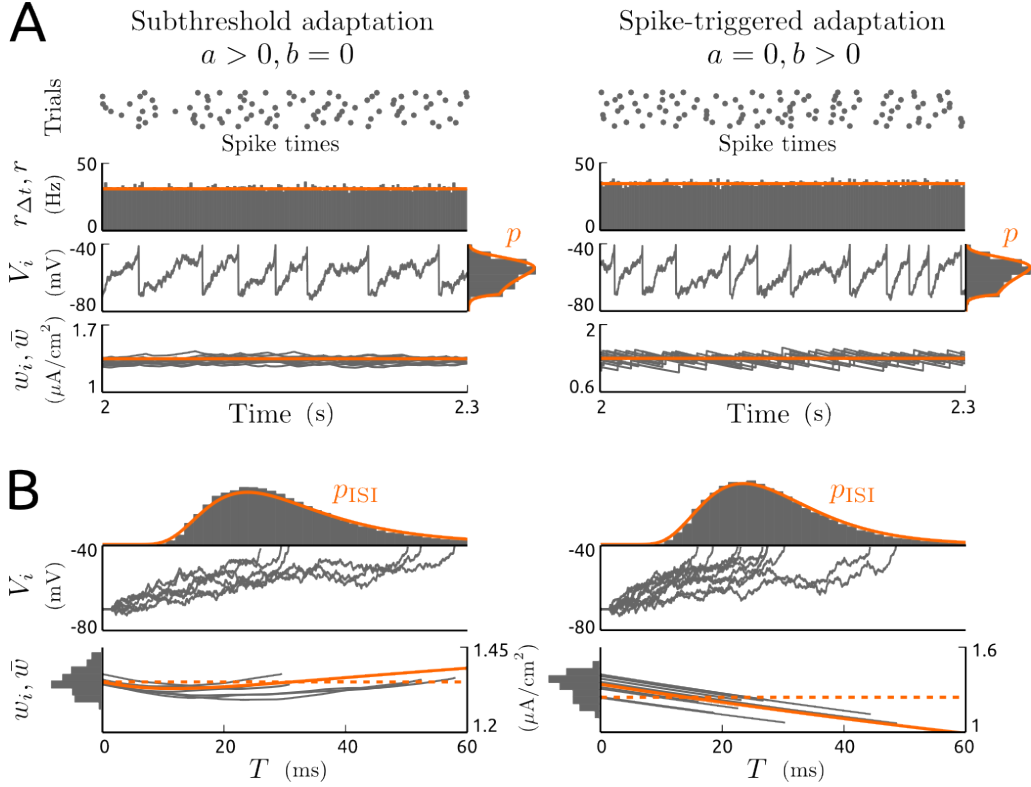 A
Subthreshold adaptation
a > 0, b = 0
Spike-triggered adaptation
a = 0, b > 0
Trials
Spike times
Spike times
r_Δt, r
(Hz)
50
0
50
0
V_i
(mV)
-40
-80
p
-40
-80
p
w_i, w̄
(μA/cm²)
1.7
1
2
0.6
2
Time (s)
2.3
2
Time (s)
2.3
B
p_ISI
p_ISI
V_i
(mV)
-40
-80
-40
-80
w_i, w̄
1.45
1.2
(μA/cm²)
1.6
1
0 20 40 60
T (ms)
0 20 40 60
T (ms)